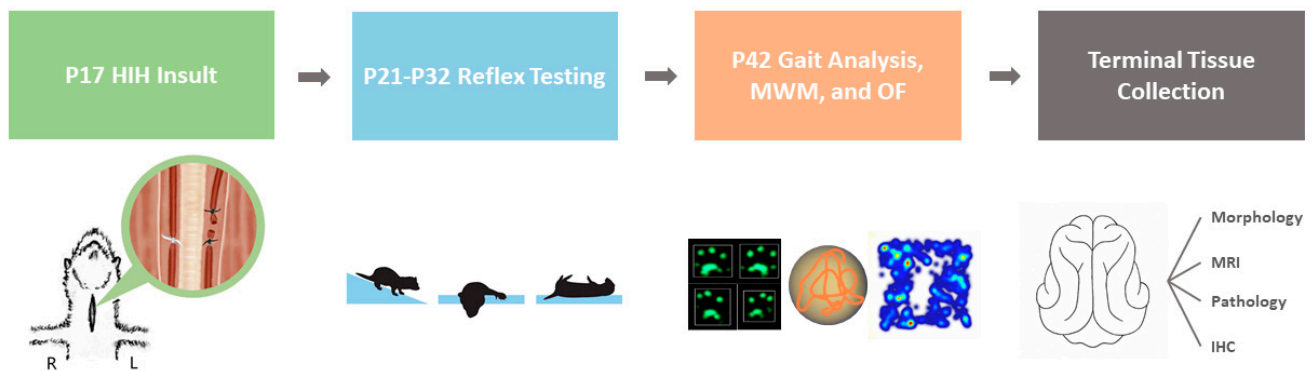 P17 HIH Insult
P21-P32 Reflex Testing
P42 Gait Analysis,
MWM, and OF
Terminal Tissue
Collection
R
L
Morphology
MRI
Pathology
IHC